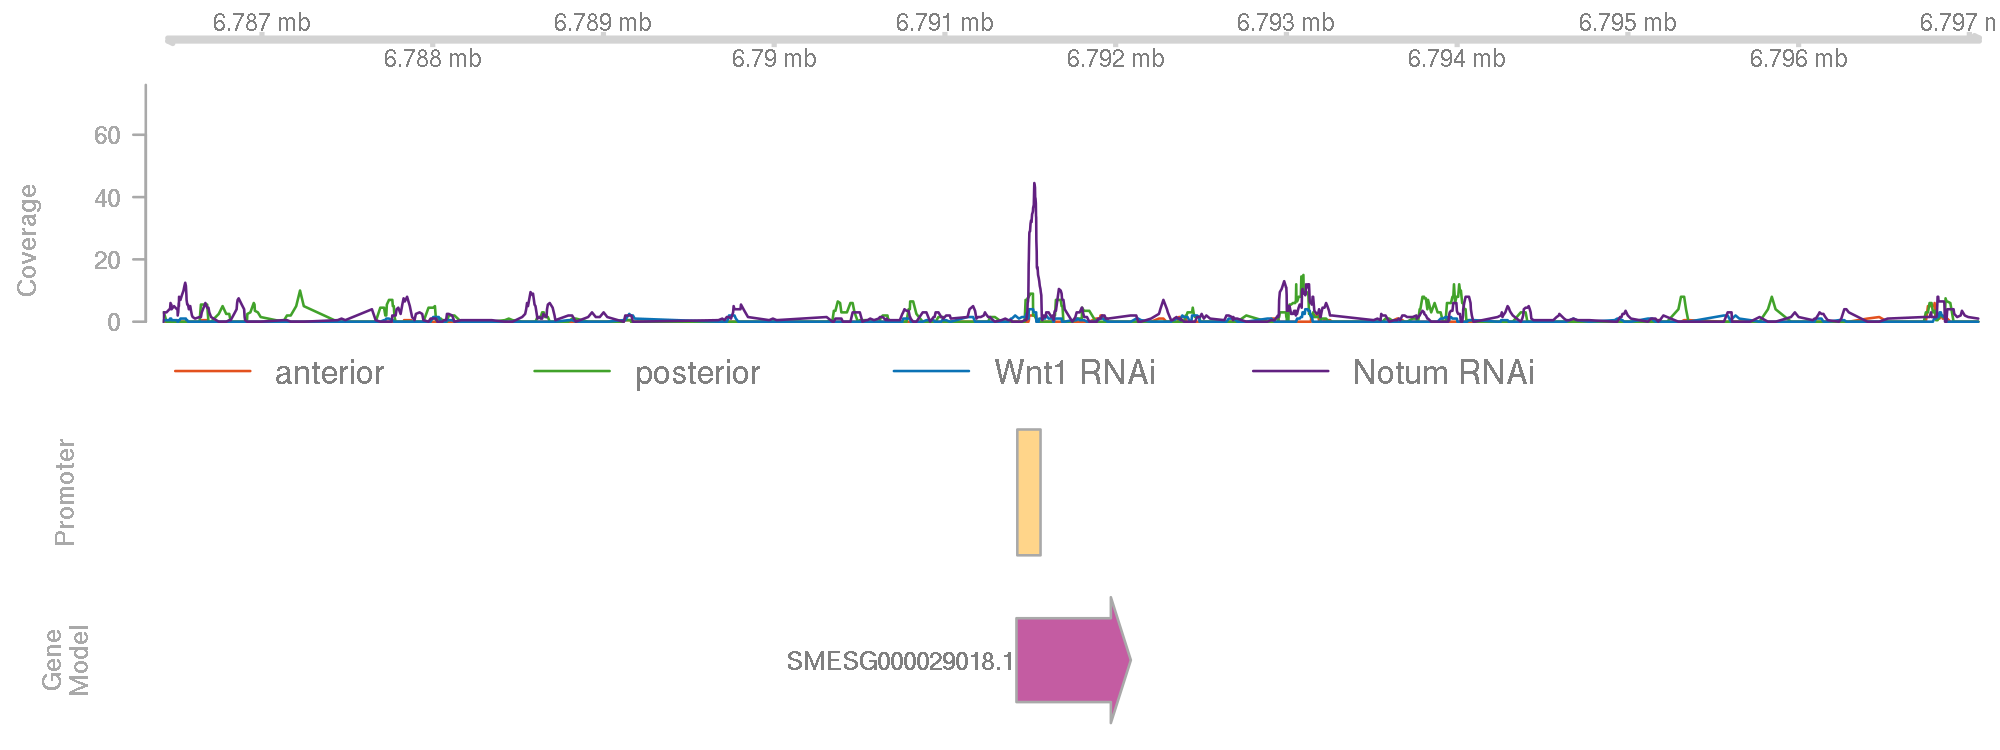 6.787 mb 6.789 mb 6.791 mb 6.793 mb 6.795 mb 6.797 n
6.788 mb 6.79 mb 6.792 mb 6.794 mb 6.796 mb
Coverage
60
40
20
0
anterior posterior Wnt1 RNAi Notum RNAi
Promoter
Gene
Model
SMESG000029018.1